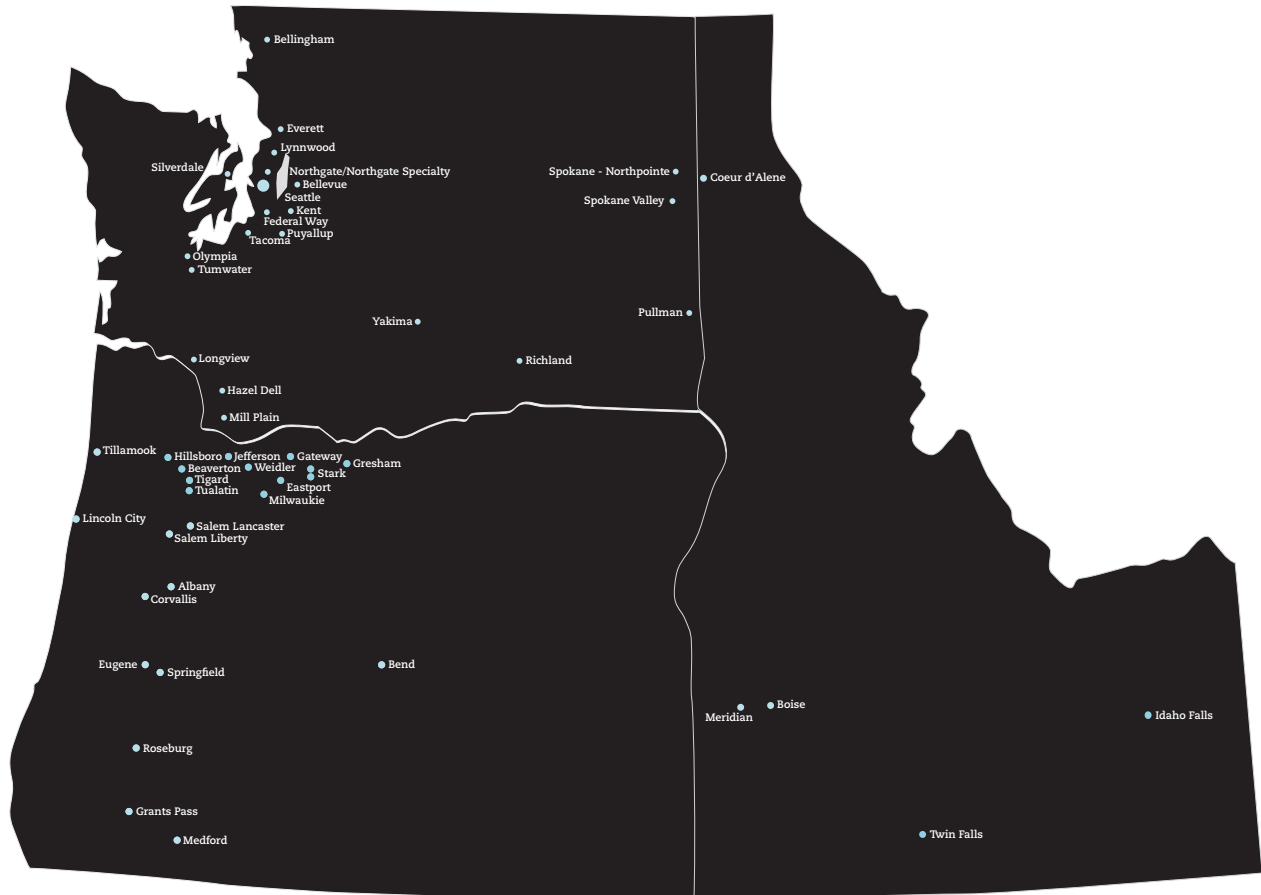 Bellingham
Everett
Lynnwood
Silverdale
Northgate/Northgate Specialty
Bellevue
Seattle
Kent
Federal Way
Puyallup
Tacoma
Olympia
Tumwater
Spokane - Northpointe
Coeur d'Alene
Spokane Valley
Pullman
Yakima
Richland
Longview
Hazel Dell
Mill Plain
Tillamook
Hillsboro
Jefferson
Gateway
Gresham
Beaverton
Weidler
Stark
Tigard
Eastport
Tualatin
Milwaukie
Lincoln City
Salem Lancaster
Salem Liberty
Albany
Corvallis
Eugene
Springfield
Bend
Meridian
Boise
Idaho Falls
Roseburg
Grants Pass
Medford
Twin Falls